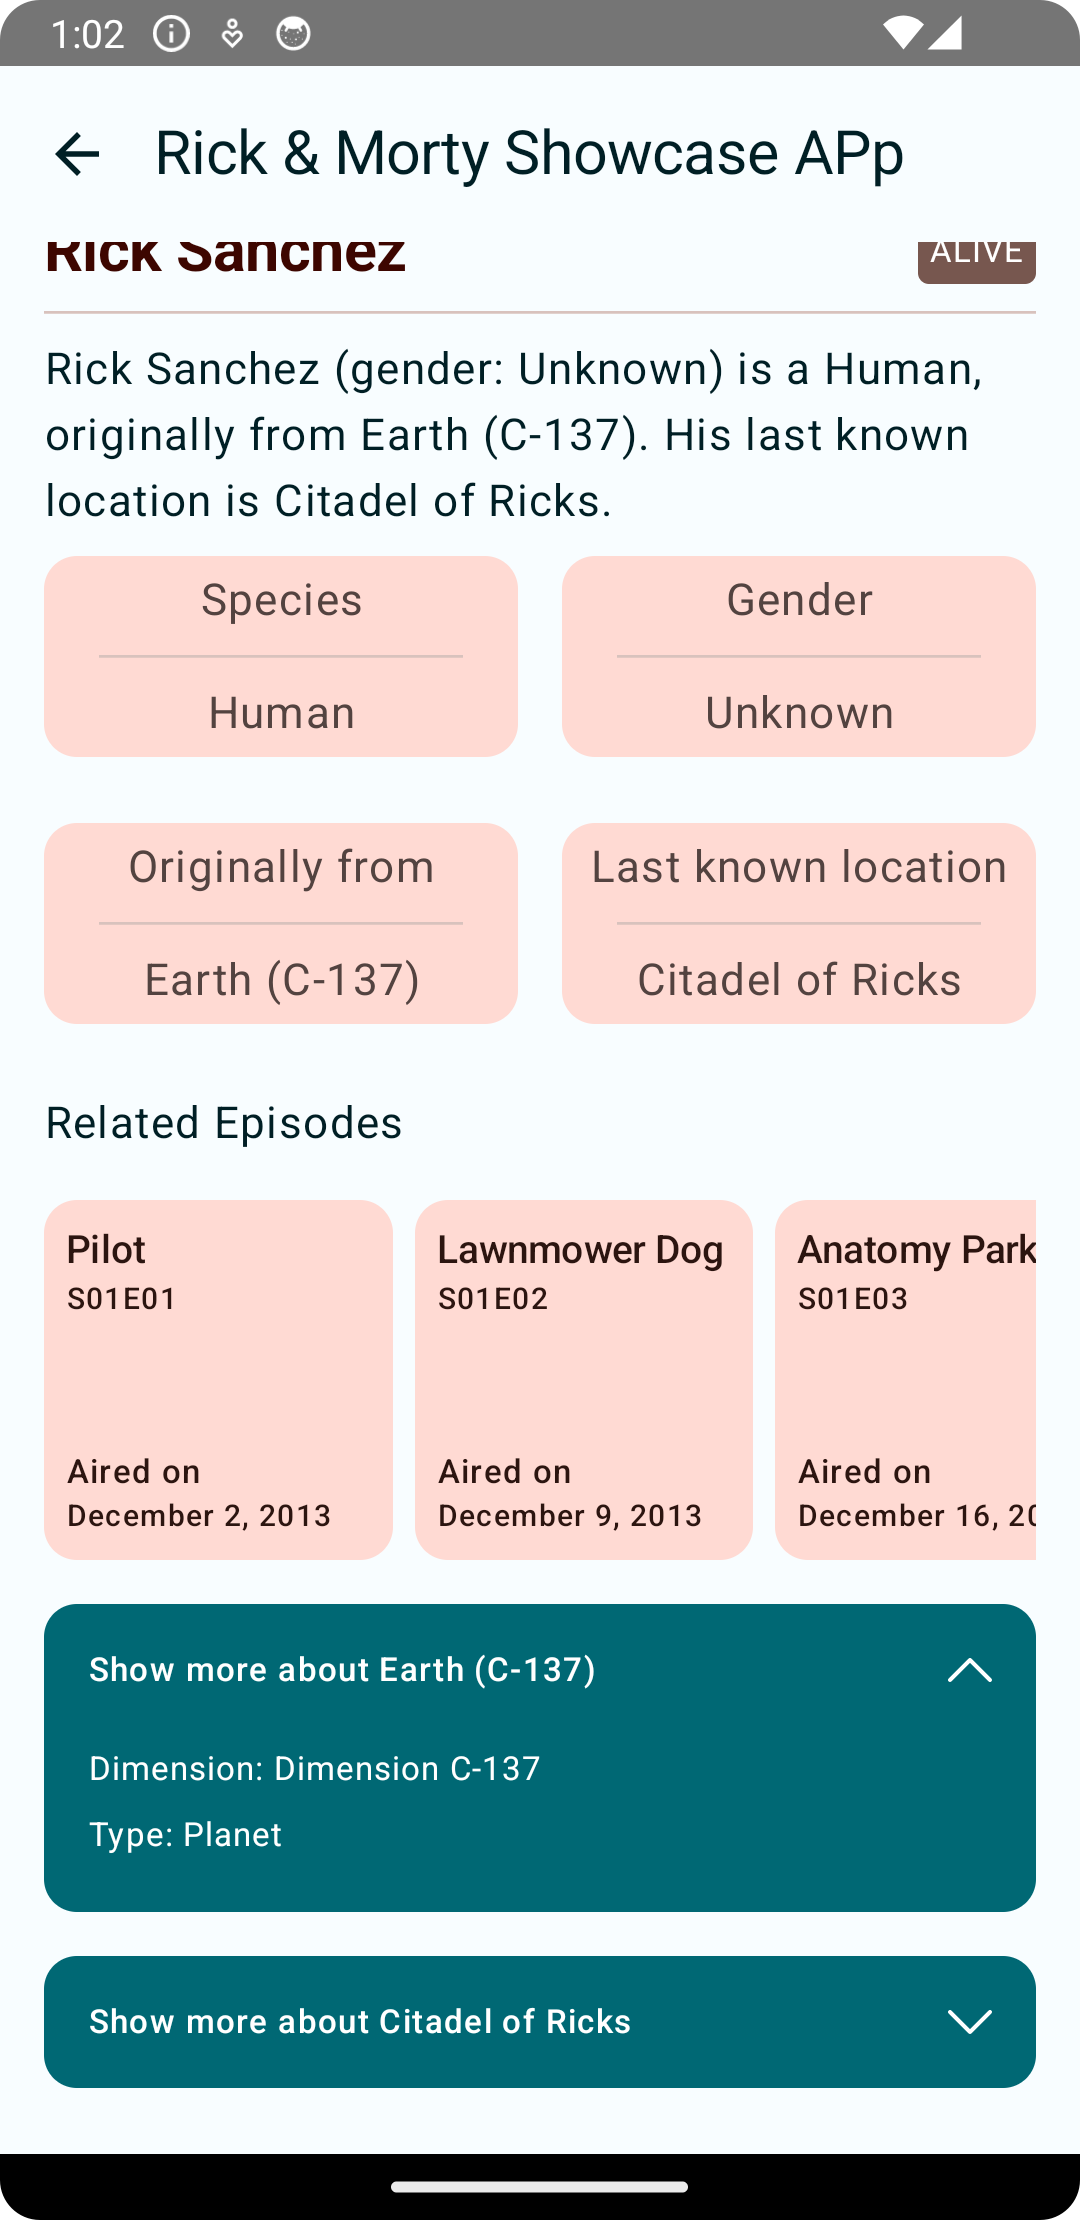 1:02
Rick & Morty Showcase APp
Rick Sanchez
ALIVE
Rick Sanchez (gender: Unknown) is a Human,
originally from Earth (C-137). His last known
location is Citadel of Ricks.
Species
Human
Gender
Unknown
Originally from
Earth (C-137)
Last known location
Citadel of Ricks
Related Episodes
Pilot
S01E01
Aired on
December 2, 2013
Lawnmower Dog
S01E02
Aired on
December 9, 2013
Anatomy Park
S01E03
Aired on
December 16, 20
Show more about Earth (C-137)
Dimension: Dimension C-137
Type: Planet
Show more about Citadel of Ricks